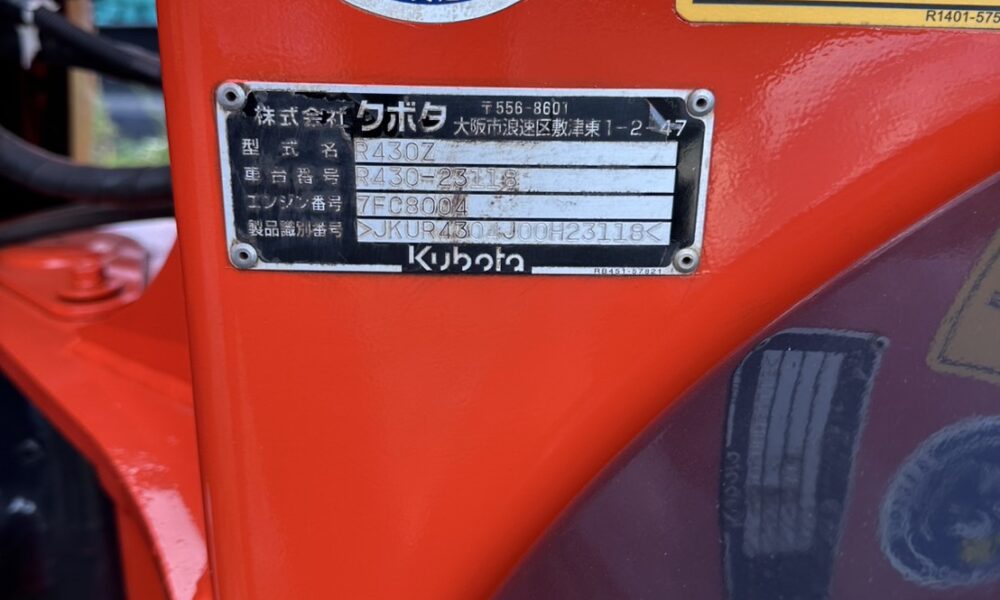 R1401-575
株式会社クボタ 〒556-8601
大阪市浪速区敷津東1-2-47
型式名 R430Z
車台番号 R430-23118
エンジン番号 7FC8004
製品識別番号 >JKUR4304J00H23118<
Kubota RB451-57821